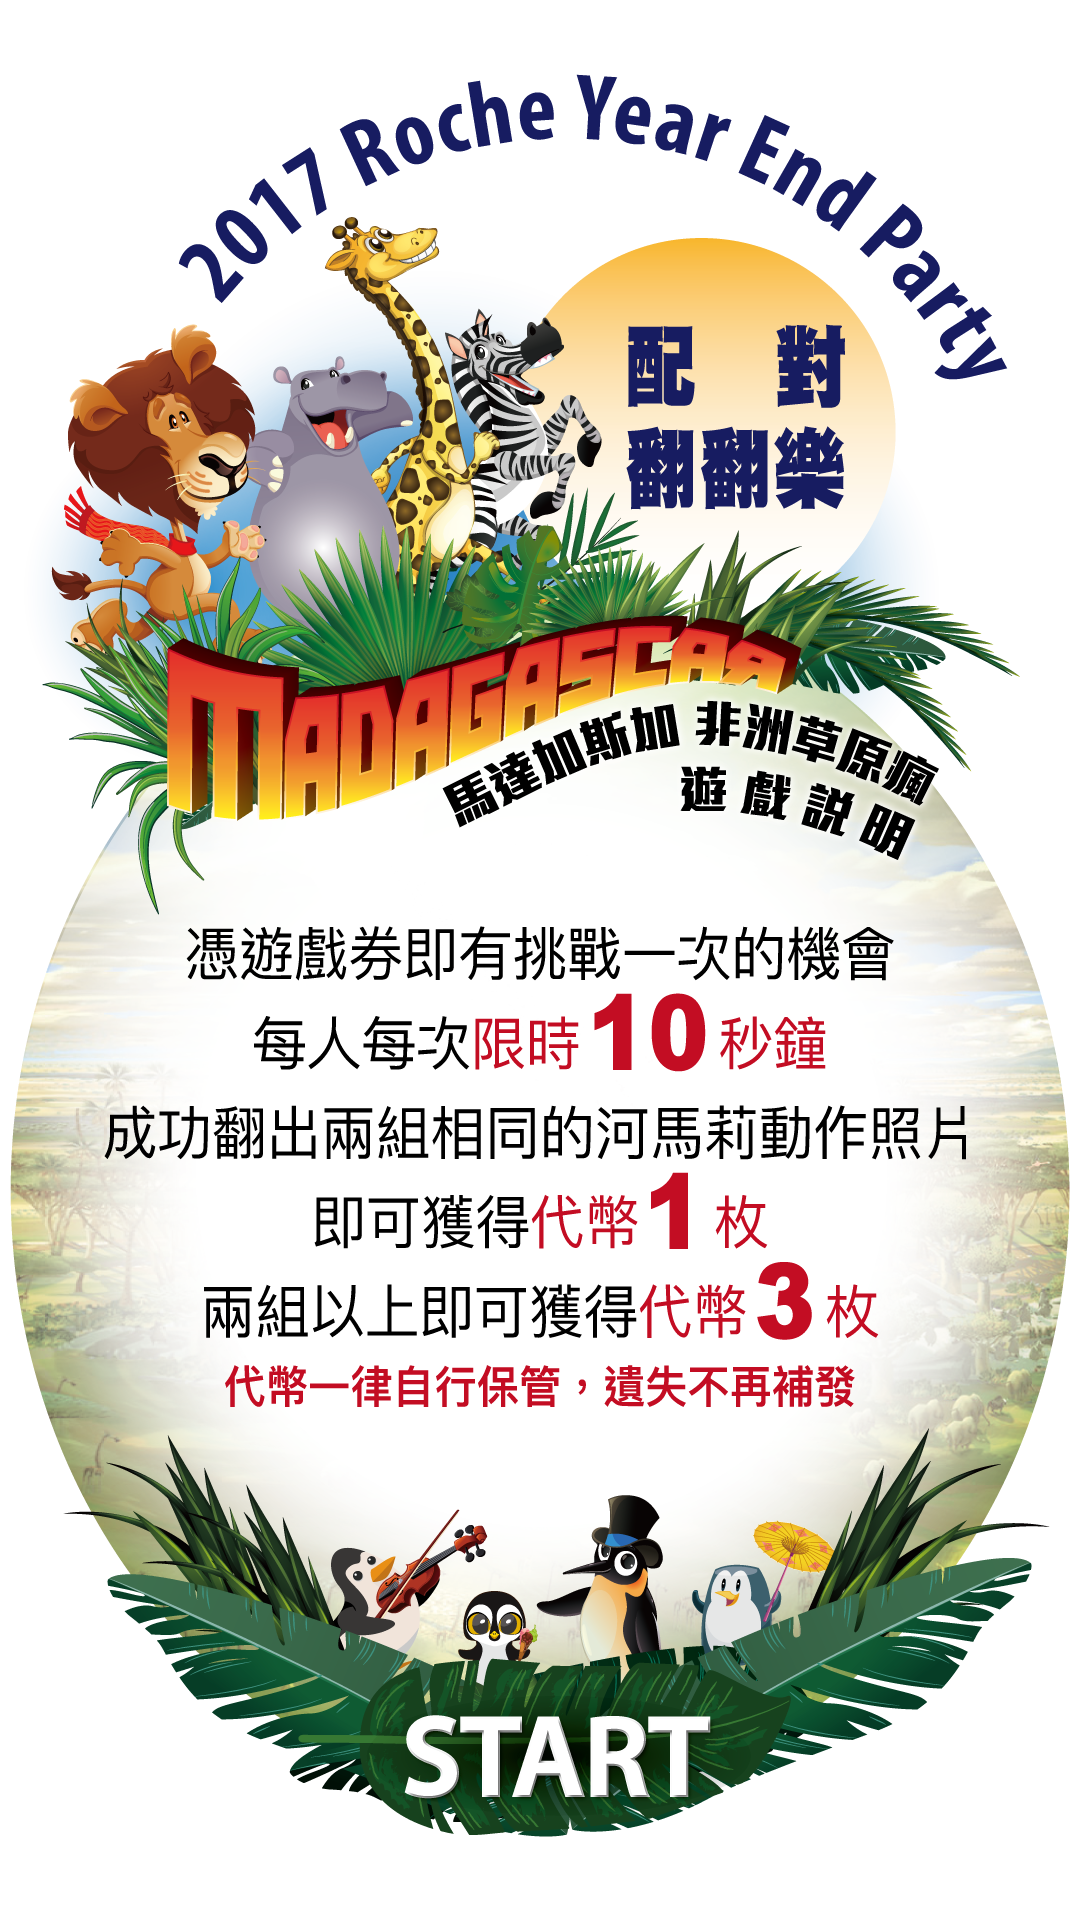 2017 Roche Year End Party
配對
翻翻樂
MADAGASCAR
馬達加斯加 非洲草原瘋
遊戲説明
憑遊戲券即有挑戰一次的機會
每人每次限時10秒鐘
成功翻出兩組相同的河馬莉動作照片
即可獲得代幣1枚
兩組以上即可獲得代幣3枚
代幣一律自行保管，遺失不再補發
START